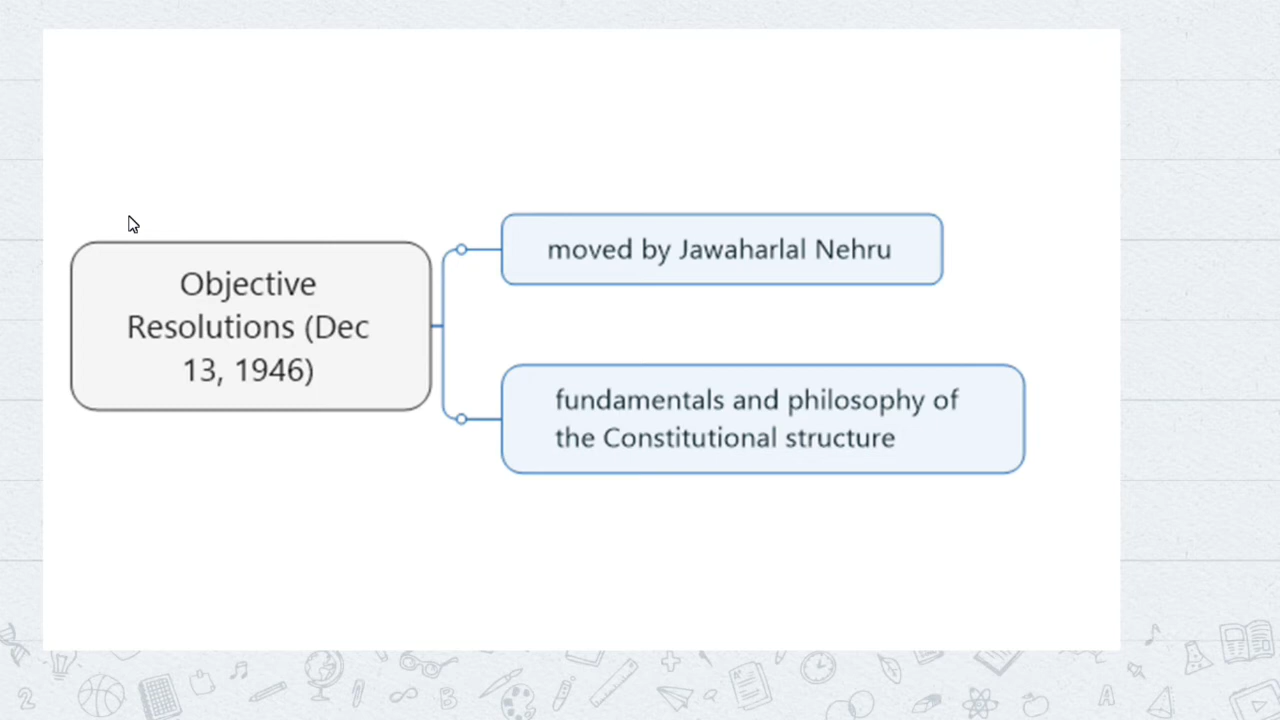 Objective
Resolutions (Dec
13, 1946)
moved by Jawaharlal Nehru
fundamentals and philosophy of
the Constitutional structure